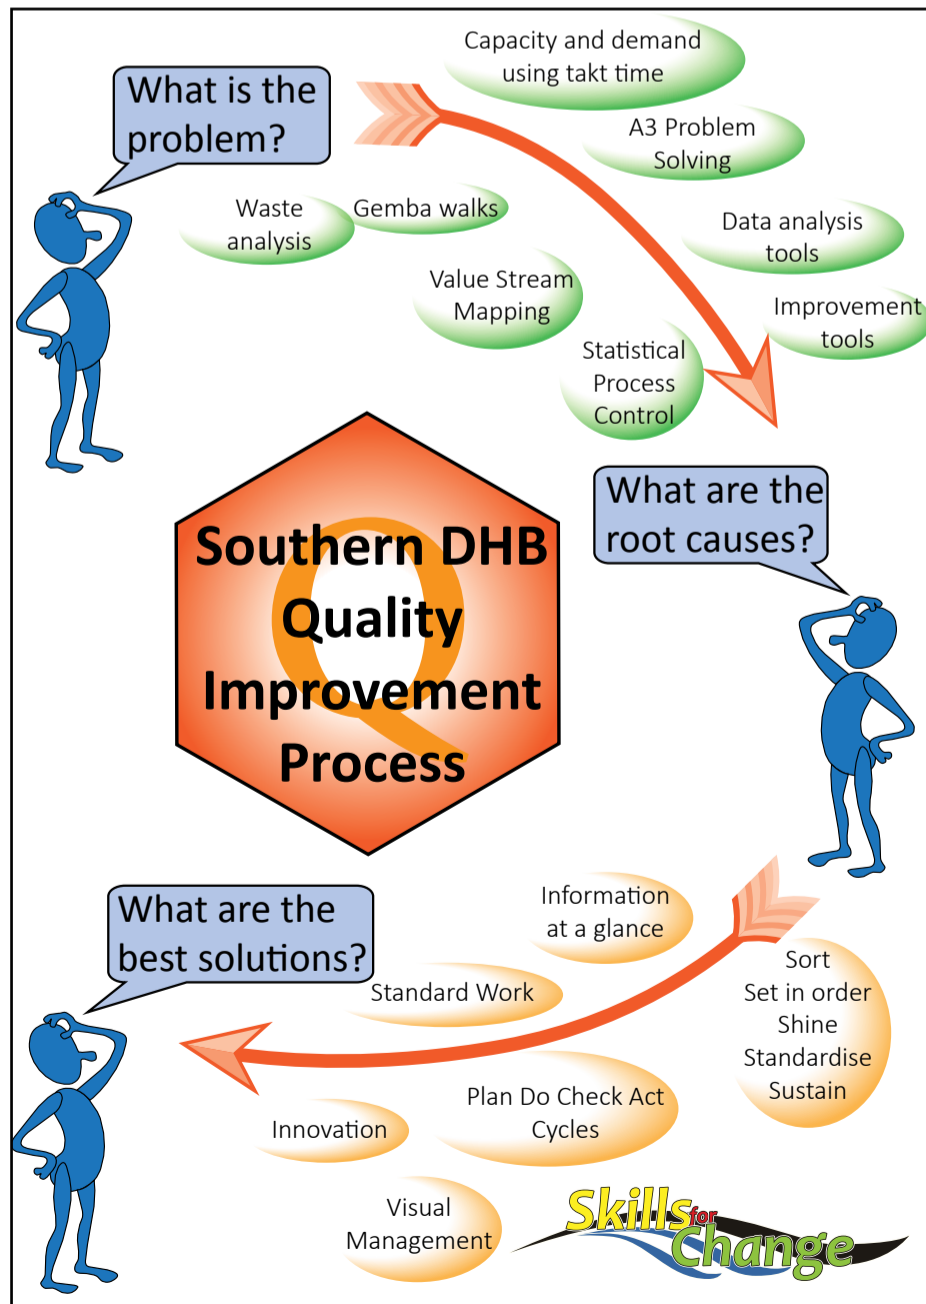 What is the
problem?
Capacity and demand
using takt time
A3 Problem
Solving
Waste
analysis
Gemba walks
Data analysis
tools
Value Stream
Mapping
Improvement
tools
Statistical
Process
Control
What are the
root causes?
Q
Southern DHB
Quality
Improvement
Process
Information
at a glance
Sort
Set in order
Shine
Standardise
Sustain
Standard Work
What are the
best solutions?
Plan Do Check Act
Cycles
Innovation
Visual
Management
Skills for
Change